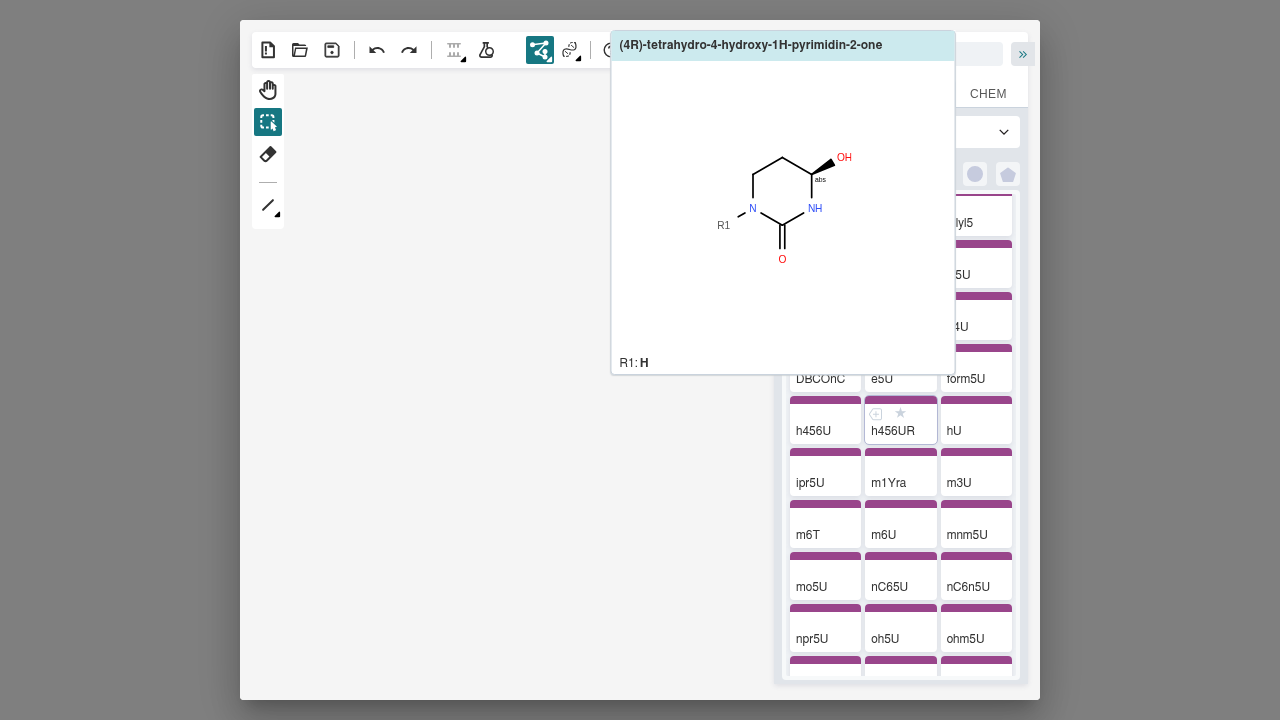 (4R)-tetrahydro-4-hydroxy-1H-pyrimidin-2-one
CHEM
OH
abs
N
NH
R1
O
R1: H
lyl5
5U
4U
DBCOnC
e5U
form5U
h456U
h456UR
hU
ipr5U
m1Yra
m3U
m6T
m6U
mnm5U
mo5U
nC65U
nC6n5U
npr5U
oh5U
ohm5U